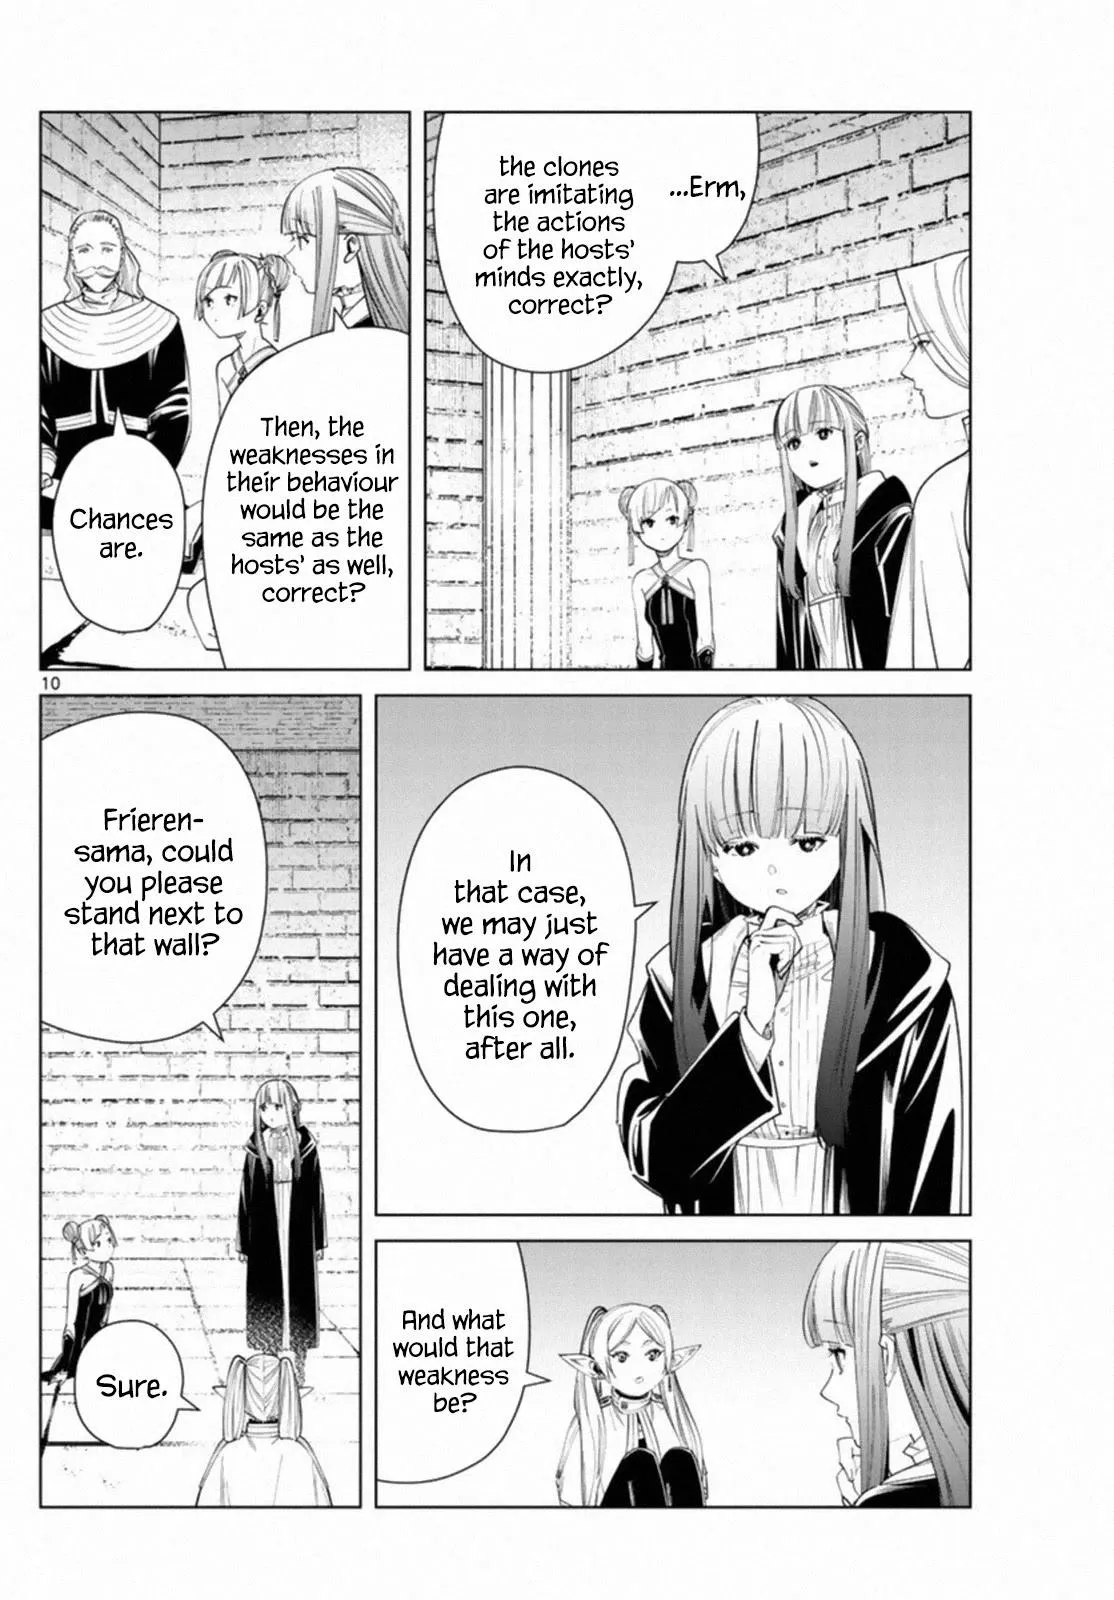 ...Erm,
the clones
are imitating
the actions
of the hosts'
minds exactly,
correct?
Then, the
weaknesses in
their behaviour
would be the
same as the
hosts' as well,
correct?
Chances
are.
10
In
that case,
we may just
have a way of
dealing with
this one,
after all.
And what
would that
weakness
be?
Frieren-
sama, could
you please
stand next to
that wall?
Sure.